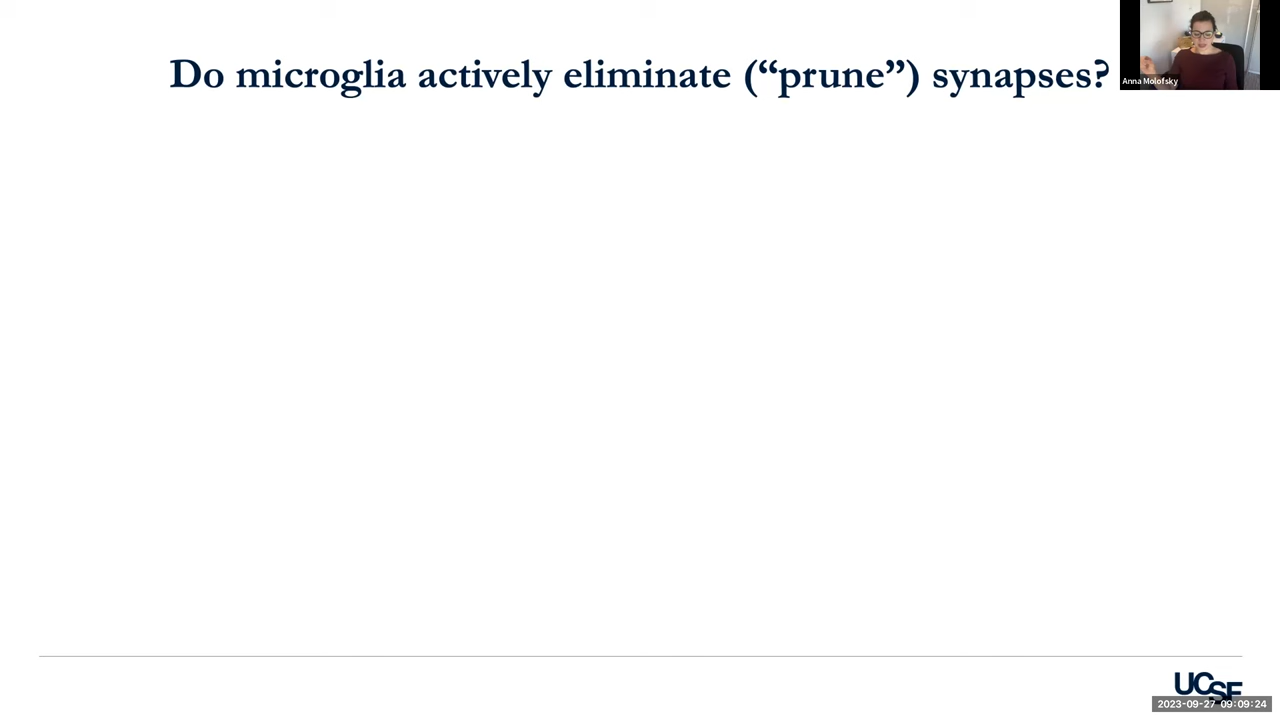 Do microglia actively eliminate (“prune”) synapses?
Anna Molofsky
UCSF
2023-09-27 09:09:24